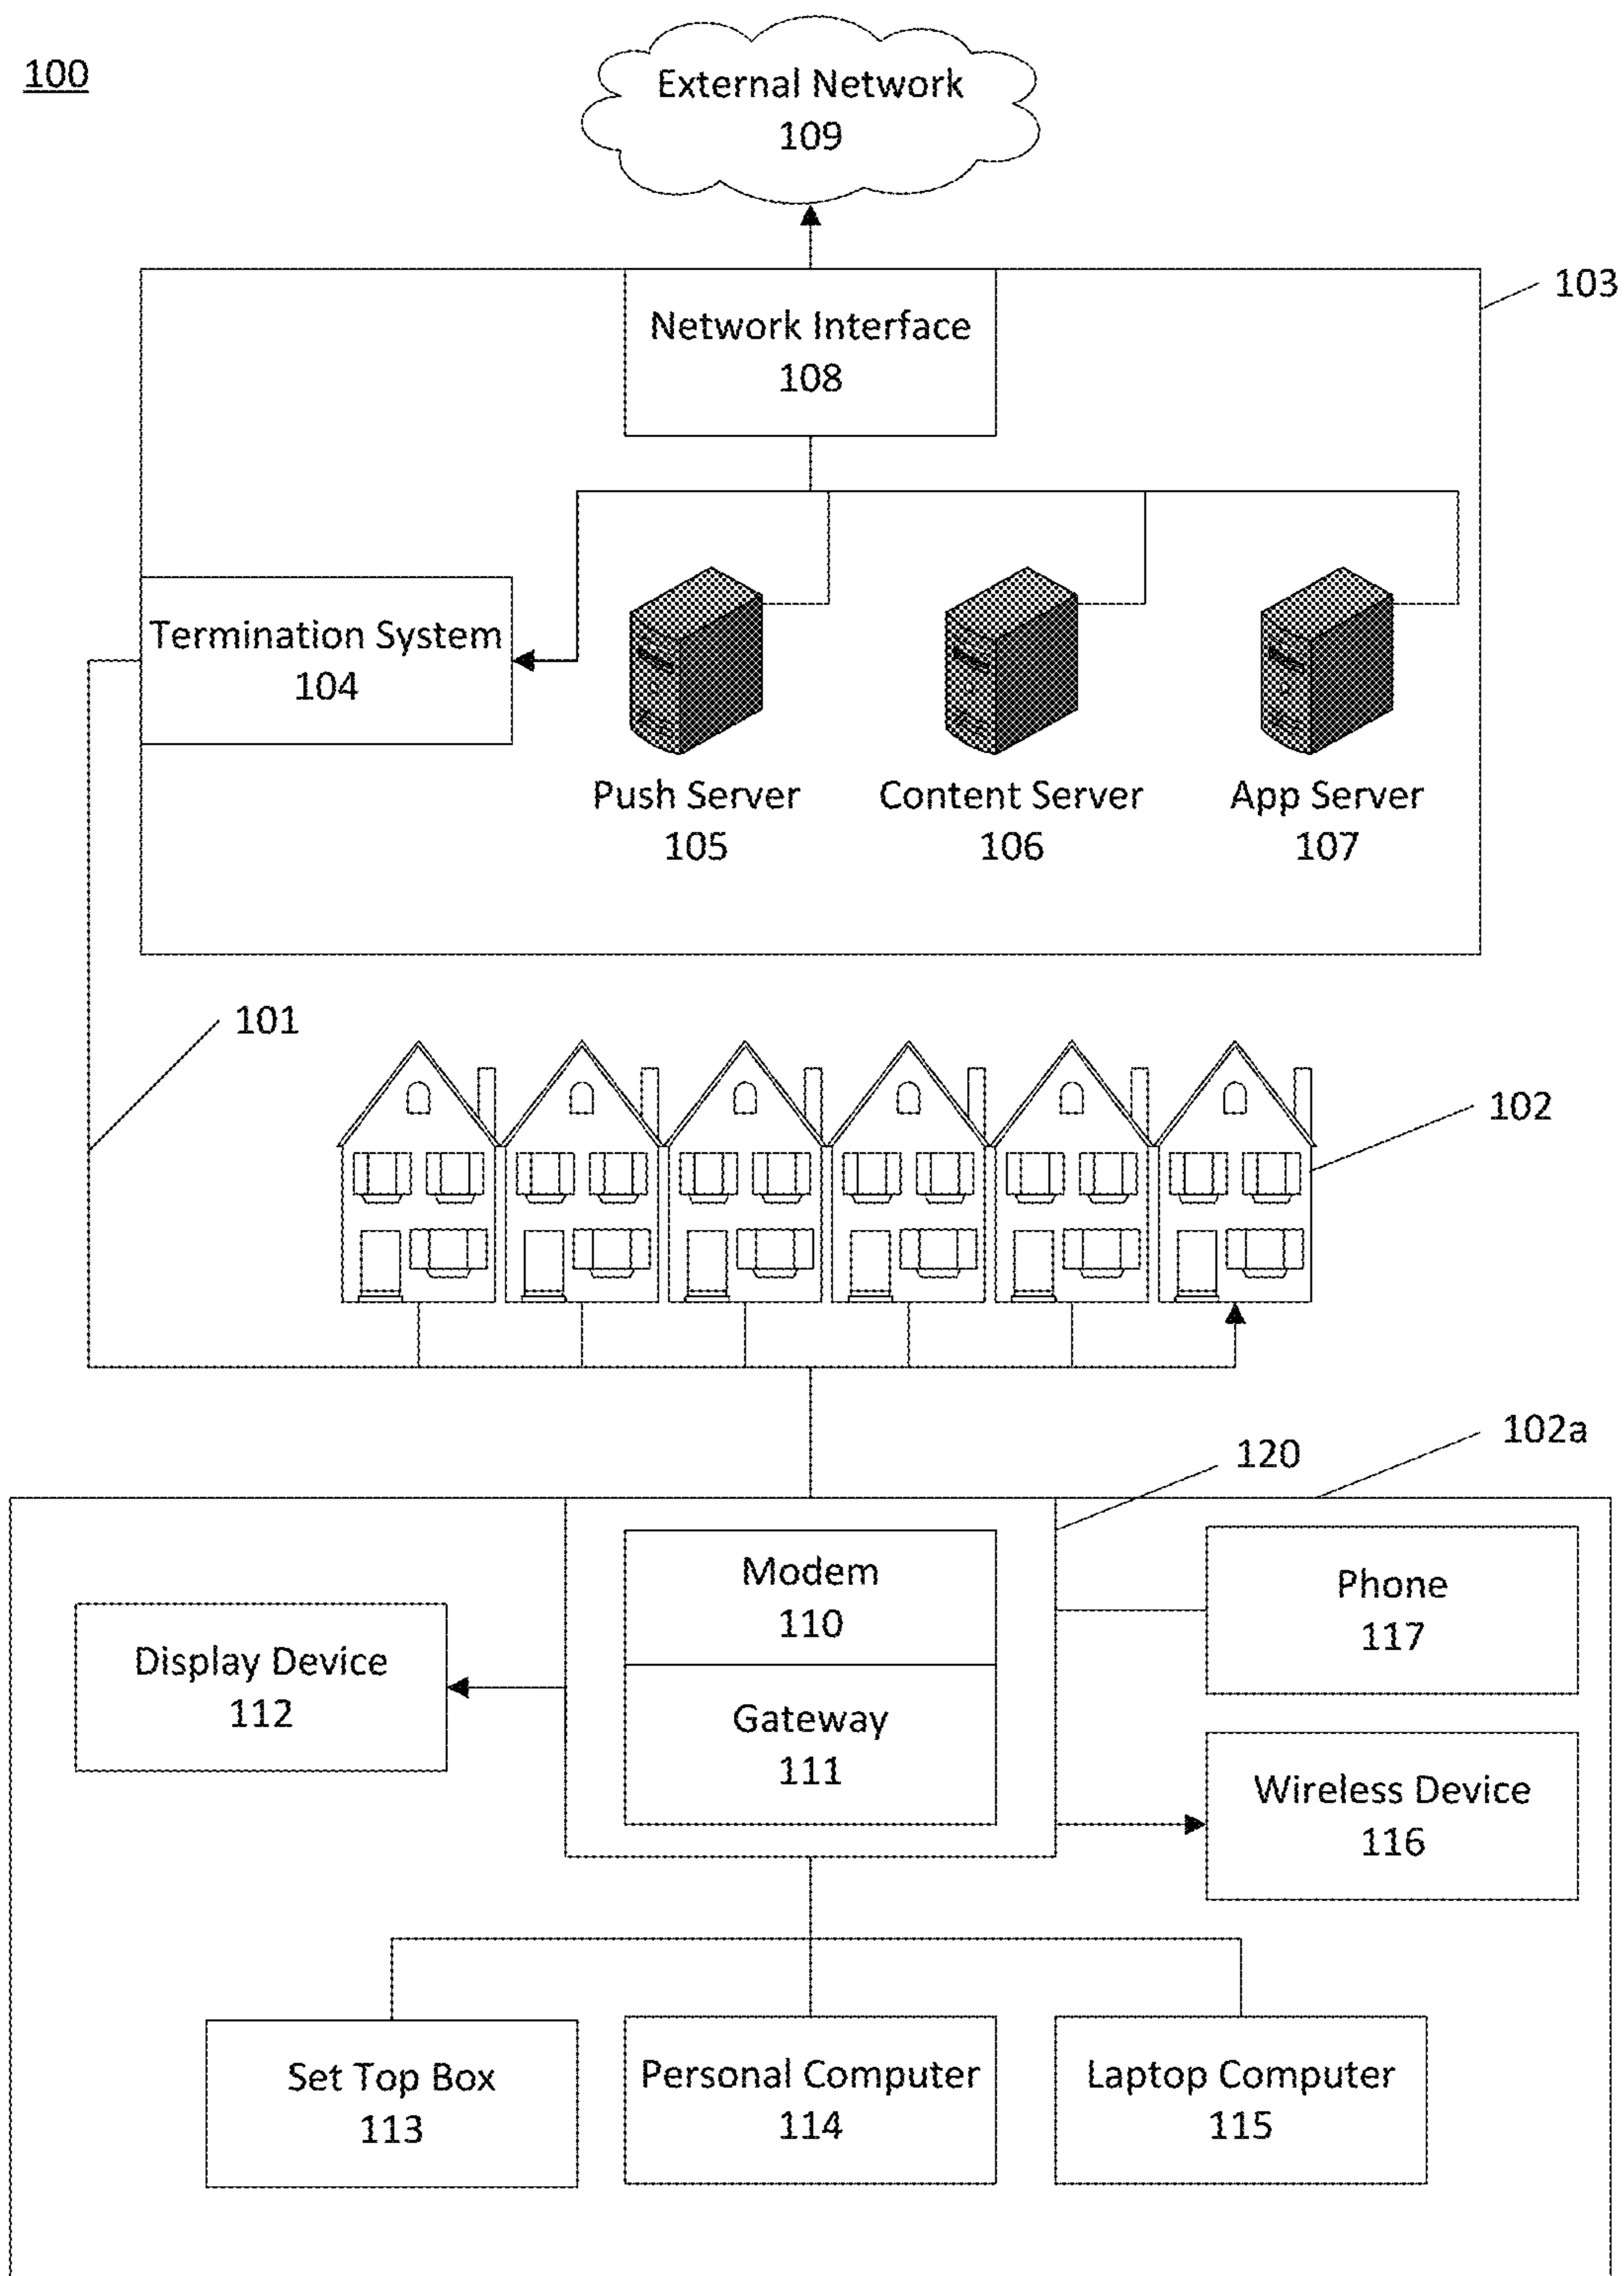 100
External Network
109
103
Network Interface
108
Termination System
104
Push Server
105
Content Server
106
App Server
107
101
102
102a
120
Modem
110
Phone
117
Display Device
112
Gateway
111
Wireless Device
116
Set Top Box
113
Personal Computer
114
Laptop Computer
115